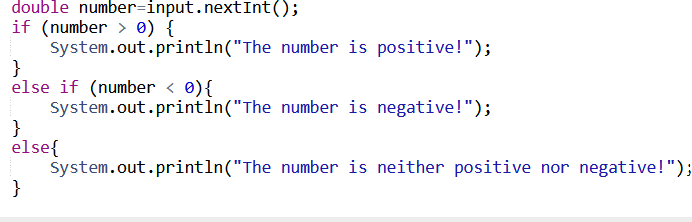 double number=input.nextInt();
if (number > 0) {
    System.out.println("The number is positive!");
}
else if (number < 0){
    System.out.println("The number is negative!");
}
else{
    System.out.println("The number is neither positive nor negative!");
}